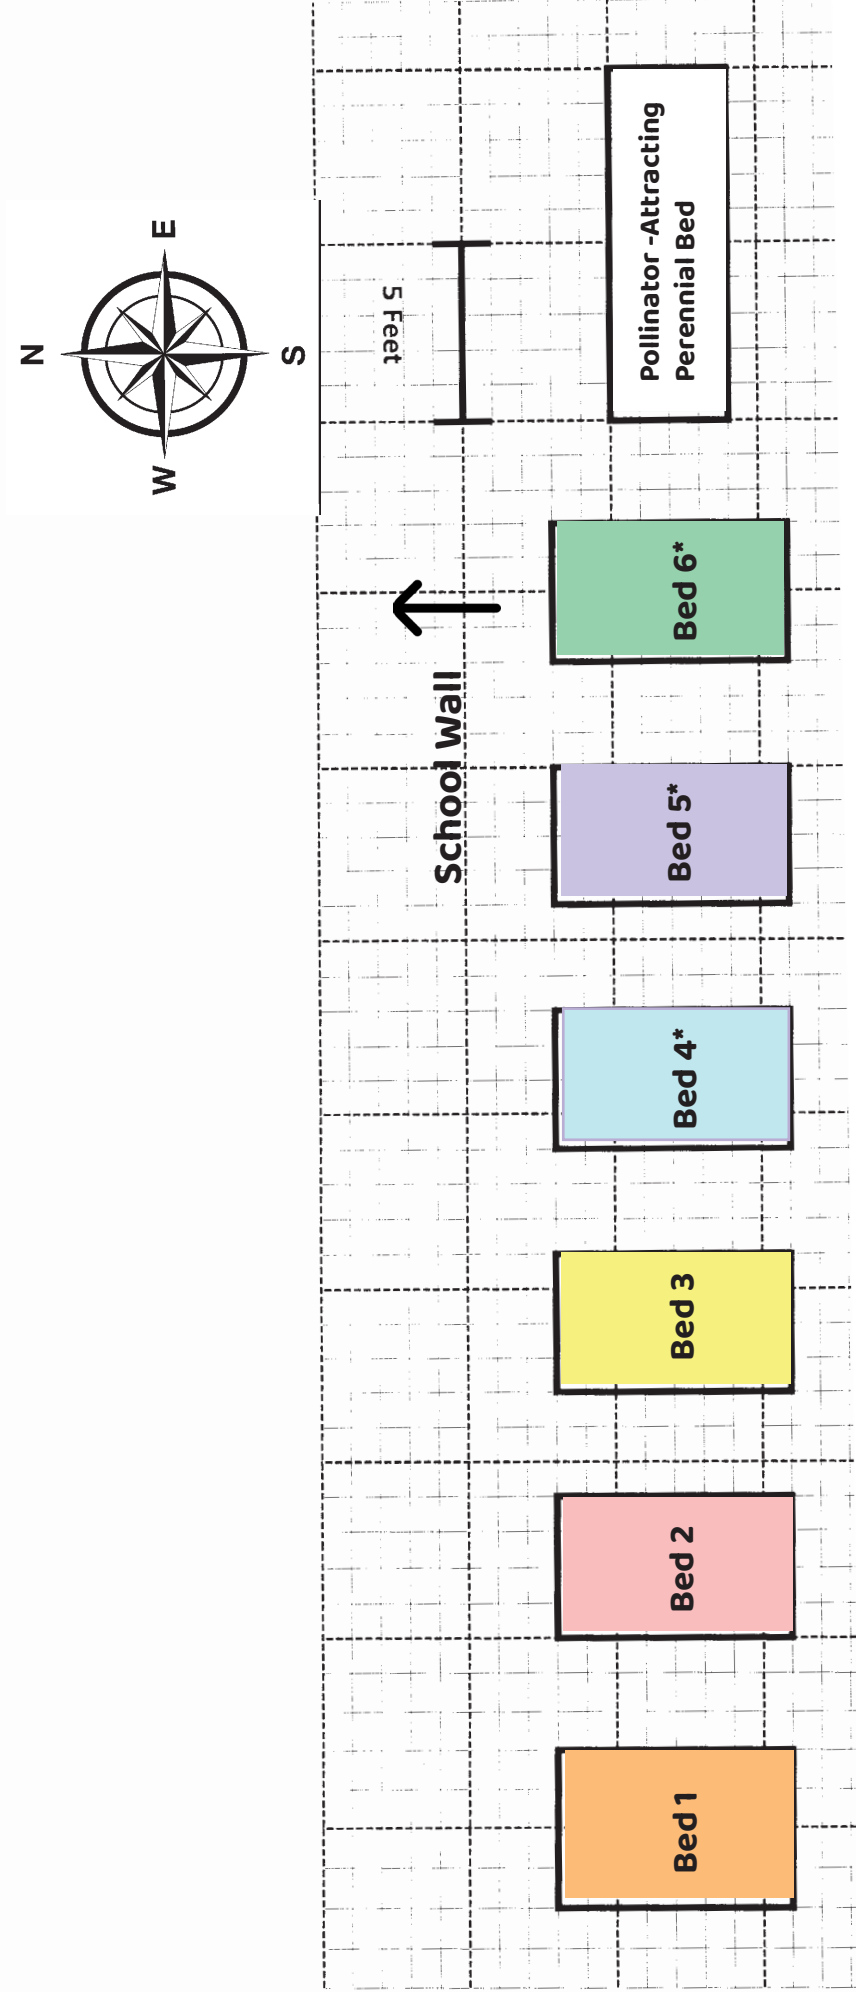 N
E
S
W
5 Feet
School Wall
Bed 1
Bed 2
Bed 3
Bed 4*
Bed 5*
Bed 6*
Pollinator -Attracting
Perennial Bed